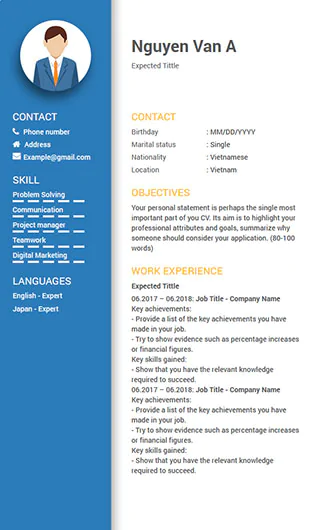 Nguyen Van A
Expected Tittle
CONTACT
Phone number
Address
Example@gmail.com
SKILL
Problem Solving
Communication
Project manager
Teamwork
Digital Marketing
LANGUAGES
English - Expert
Japan - Expert
CONTACT
Birthday : MM/DD/YYYY
Marital status : Single
Nationality : Vietnamese
Location : Vietnam
OBJECTIVES
Your personal statement is perhaps the single most
important part of you CV. Its aim is to highlight your
professional attributes and goals, summarize why
someone should consider your application. (80-100
words)
WORK EXPERIENCE
Expected Tittle
06.2017 – 06.2018: Job Title - Company Name
Key achievements:
- Provide a list of the key achievements you have
made in your job.
- Try to show evidence such as percentage increases
or financial figures.
Key skills gained:
- Show that you have the relevant knowledge
required to succeed.
06.2017 – 06.2018: Job Title - Company Name
Key achievements:
- Provide a list of the key achievements you have
made in your job.
- Try to show evidence such as percentage increases
or financial figures.
Key skills gained:
- Show that you have the relevant knowledge
required to succeed.